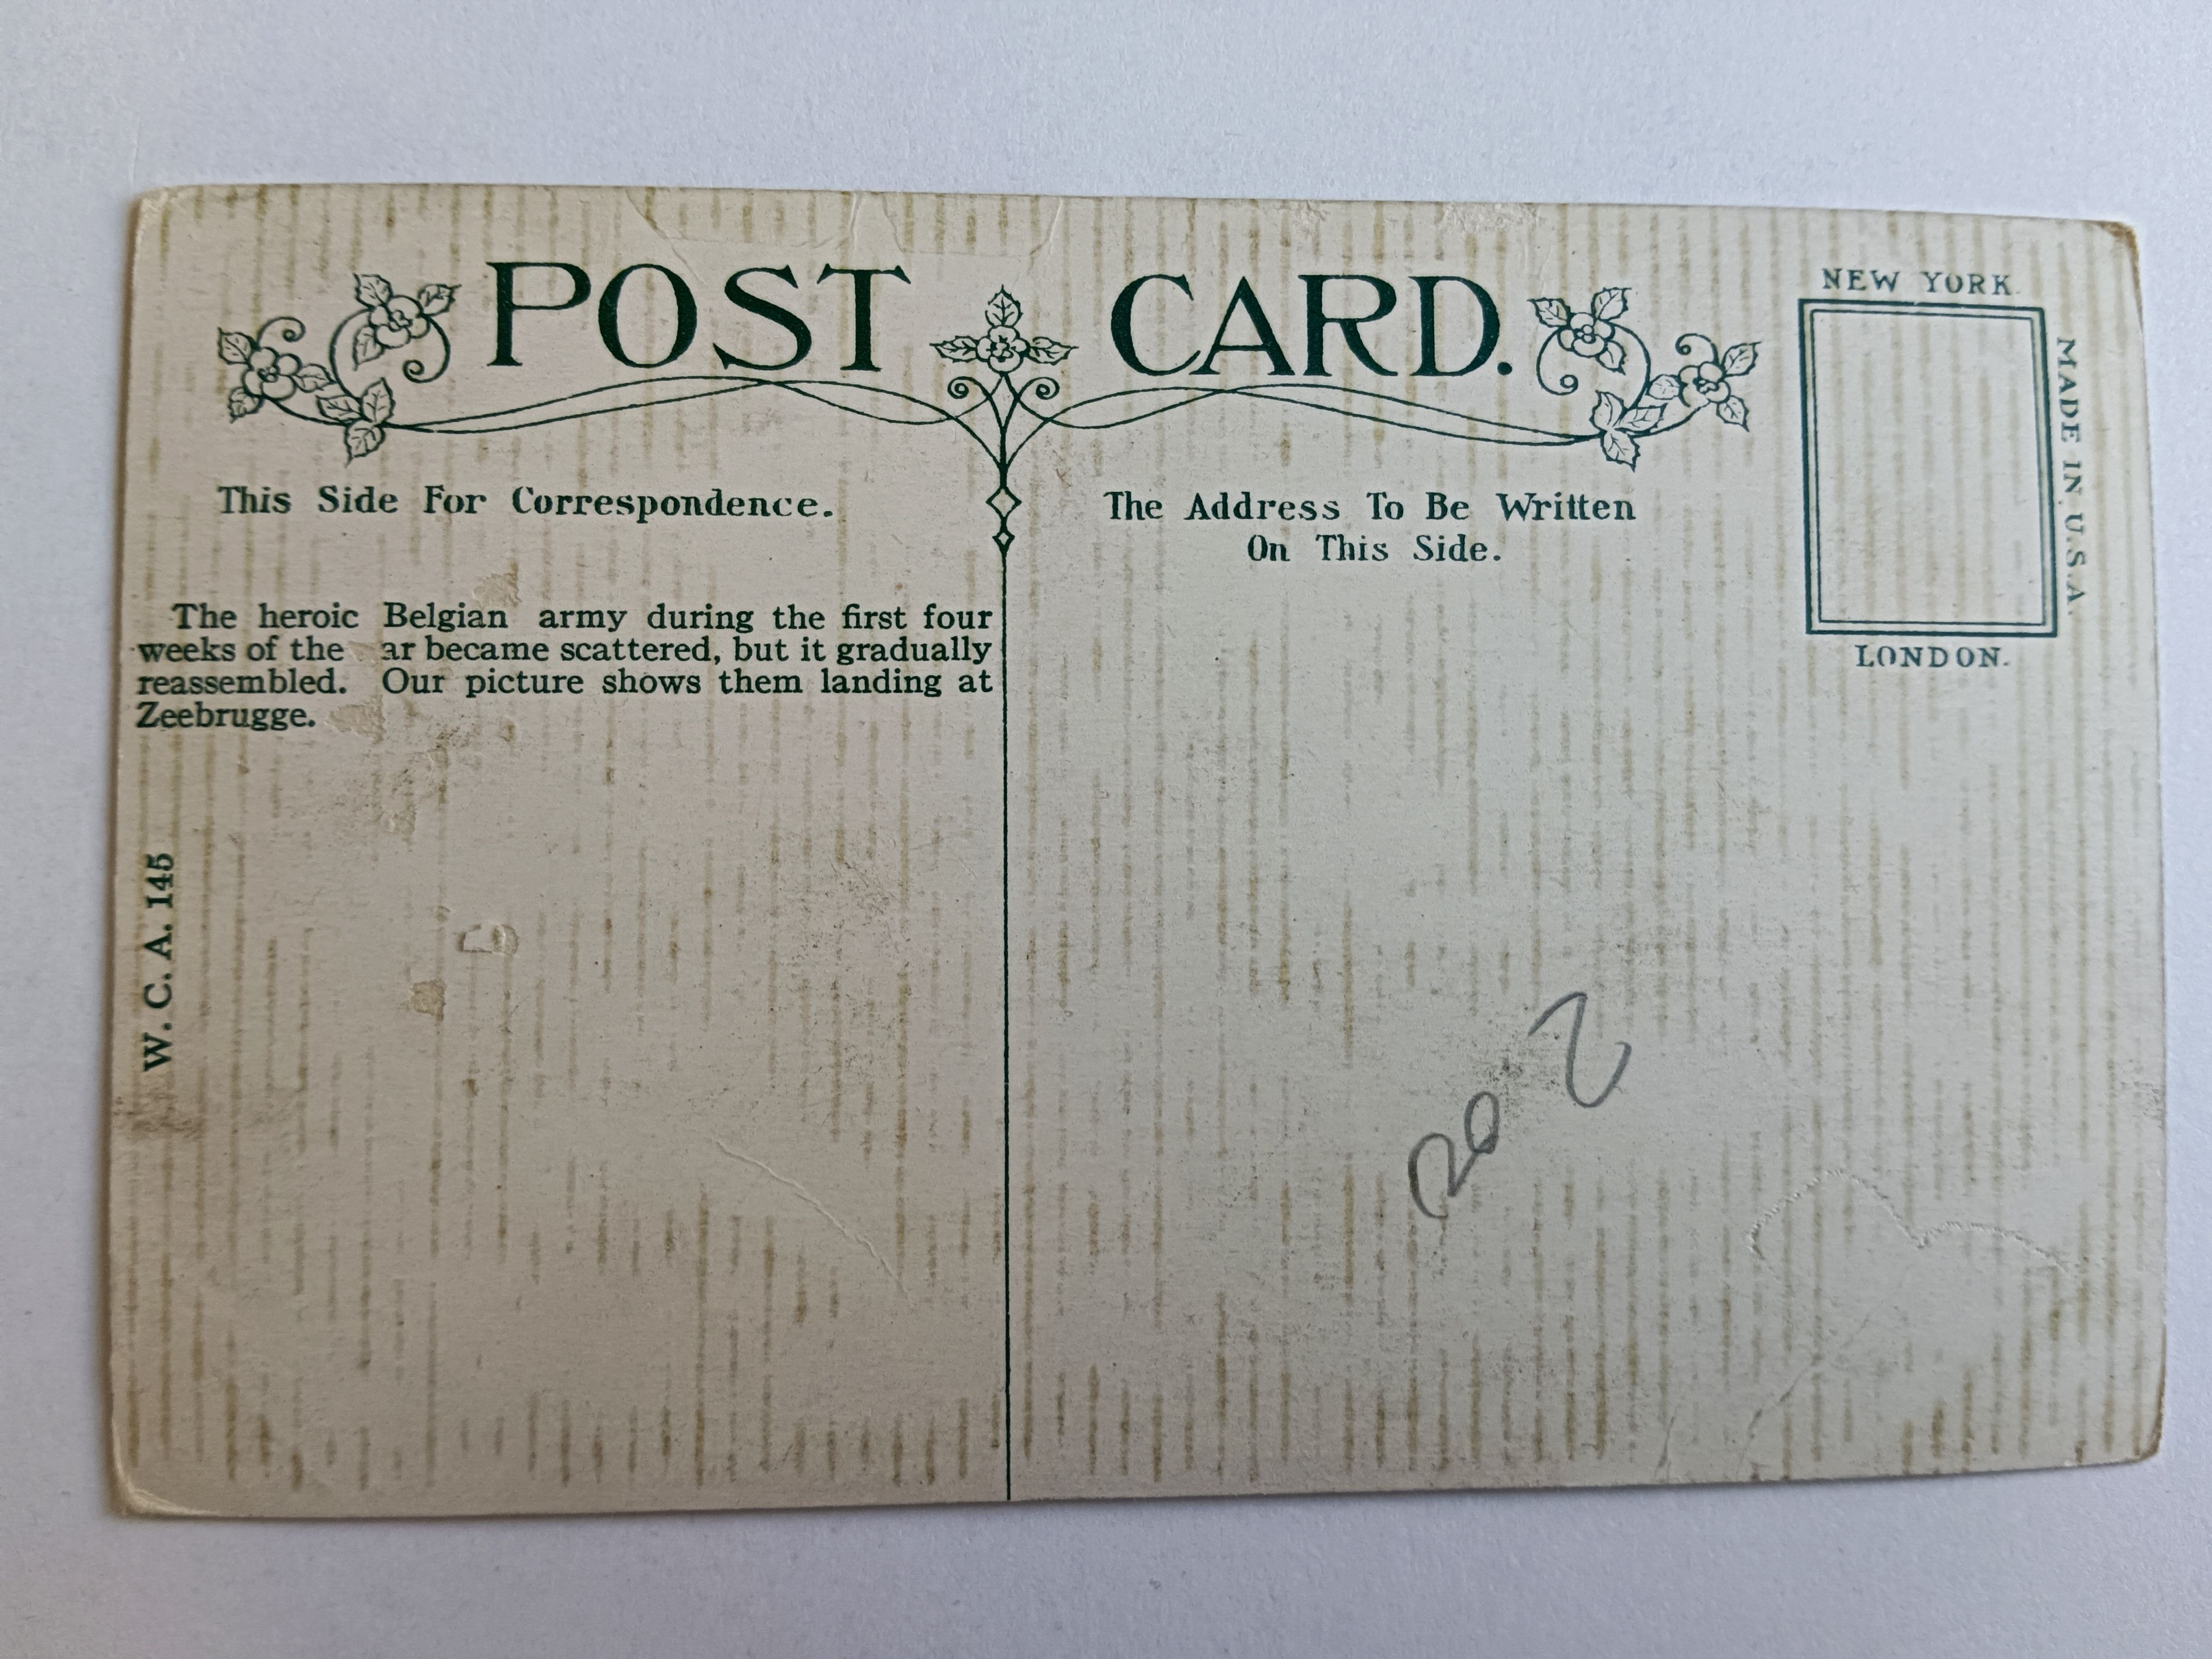 POST CARD.
NEW YORK.
MADE IN U.S.A.
LONDON.
This Side For Correspondence.
The Address To Be Written
On This Side.
The heroic Belgian army during the first four
weeks of the ar became scattered, but it gradually
reassembled. Our picture shows them landing at
Zeebrugge.
W. C. A. 145